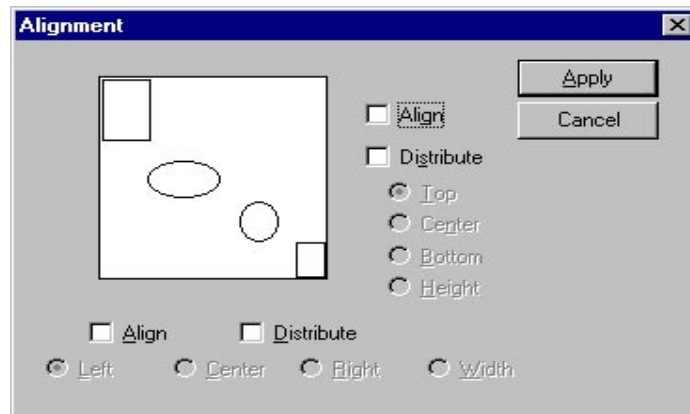 Alignment
Apply
Cancel
Align
Distribute
Top
Center
Bottom
Height
Align Distribute
Left Center Right Width